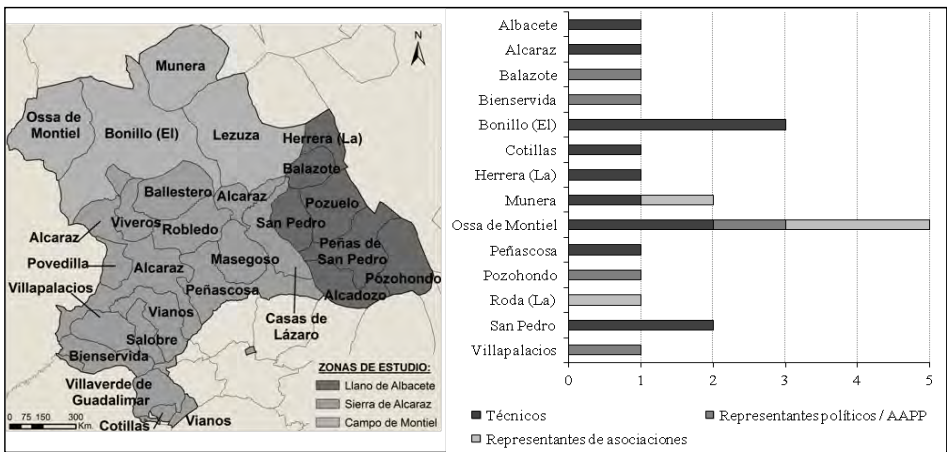 N
Munera
Ossa de
Montiel
Bonillo (El)
Lezuza
Herrera (La)
Balazote
Ballestero
Alcaraz
Pozuelo
San Pedro
Viveros
Robledo
Alcaraz
Peñas de
San Pedro
Povedilla
Alcaraz
Masegoso
Pozohondo
Villapalacios
Peñascosa
Alcadozo
Vianos
Casas de
Lázaro
Salobre
Bienservida
Villaverde de
Guadalimar
Cotillas
Vianos
ZONAS DE ESTUDIO:
Llano de Albacete
Sierra de Alcaraz
Campo de Montiel
0 75 150 300
Km.
Albacete
Alcaraz
Balazote
Bienservida
Bonillo (El)
Cotillas
Herrera (La)
Munera
Ossa de Montiel
Peñascosa
Pozohondo
Roda (La)
San Pedro
Villapalacios
0 1 2 3 4 5
Técnicos
Representantes políticos / AAPP
Representantes de asociaciones